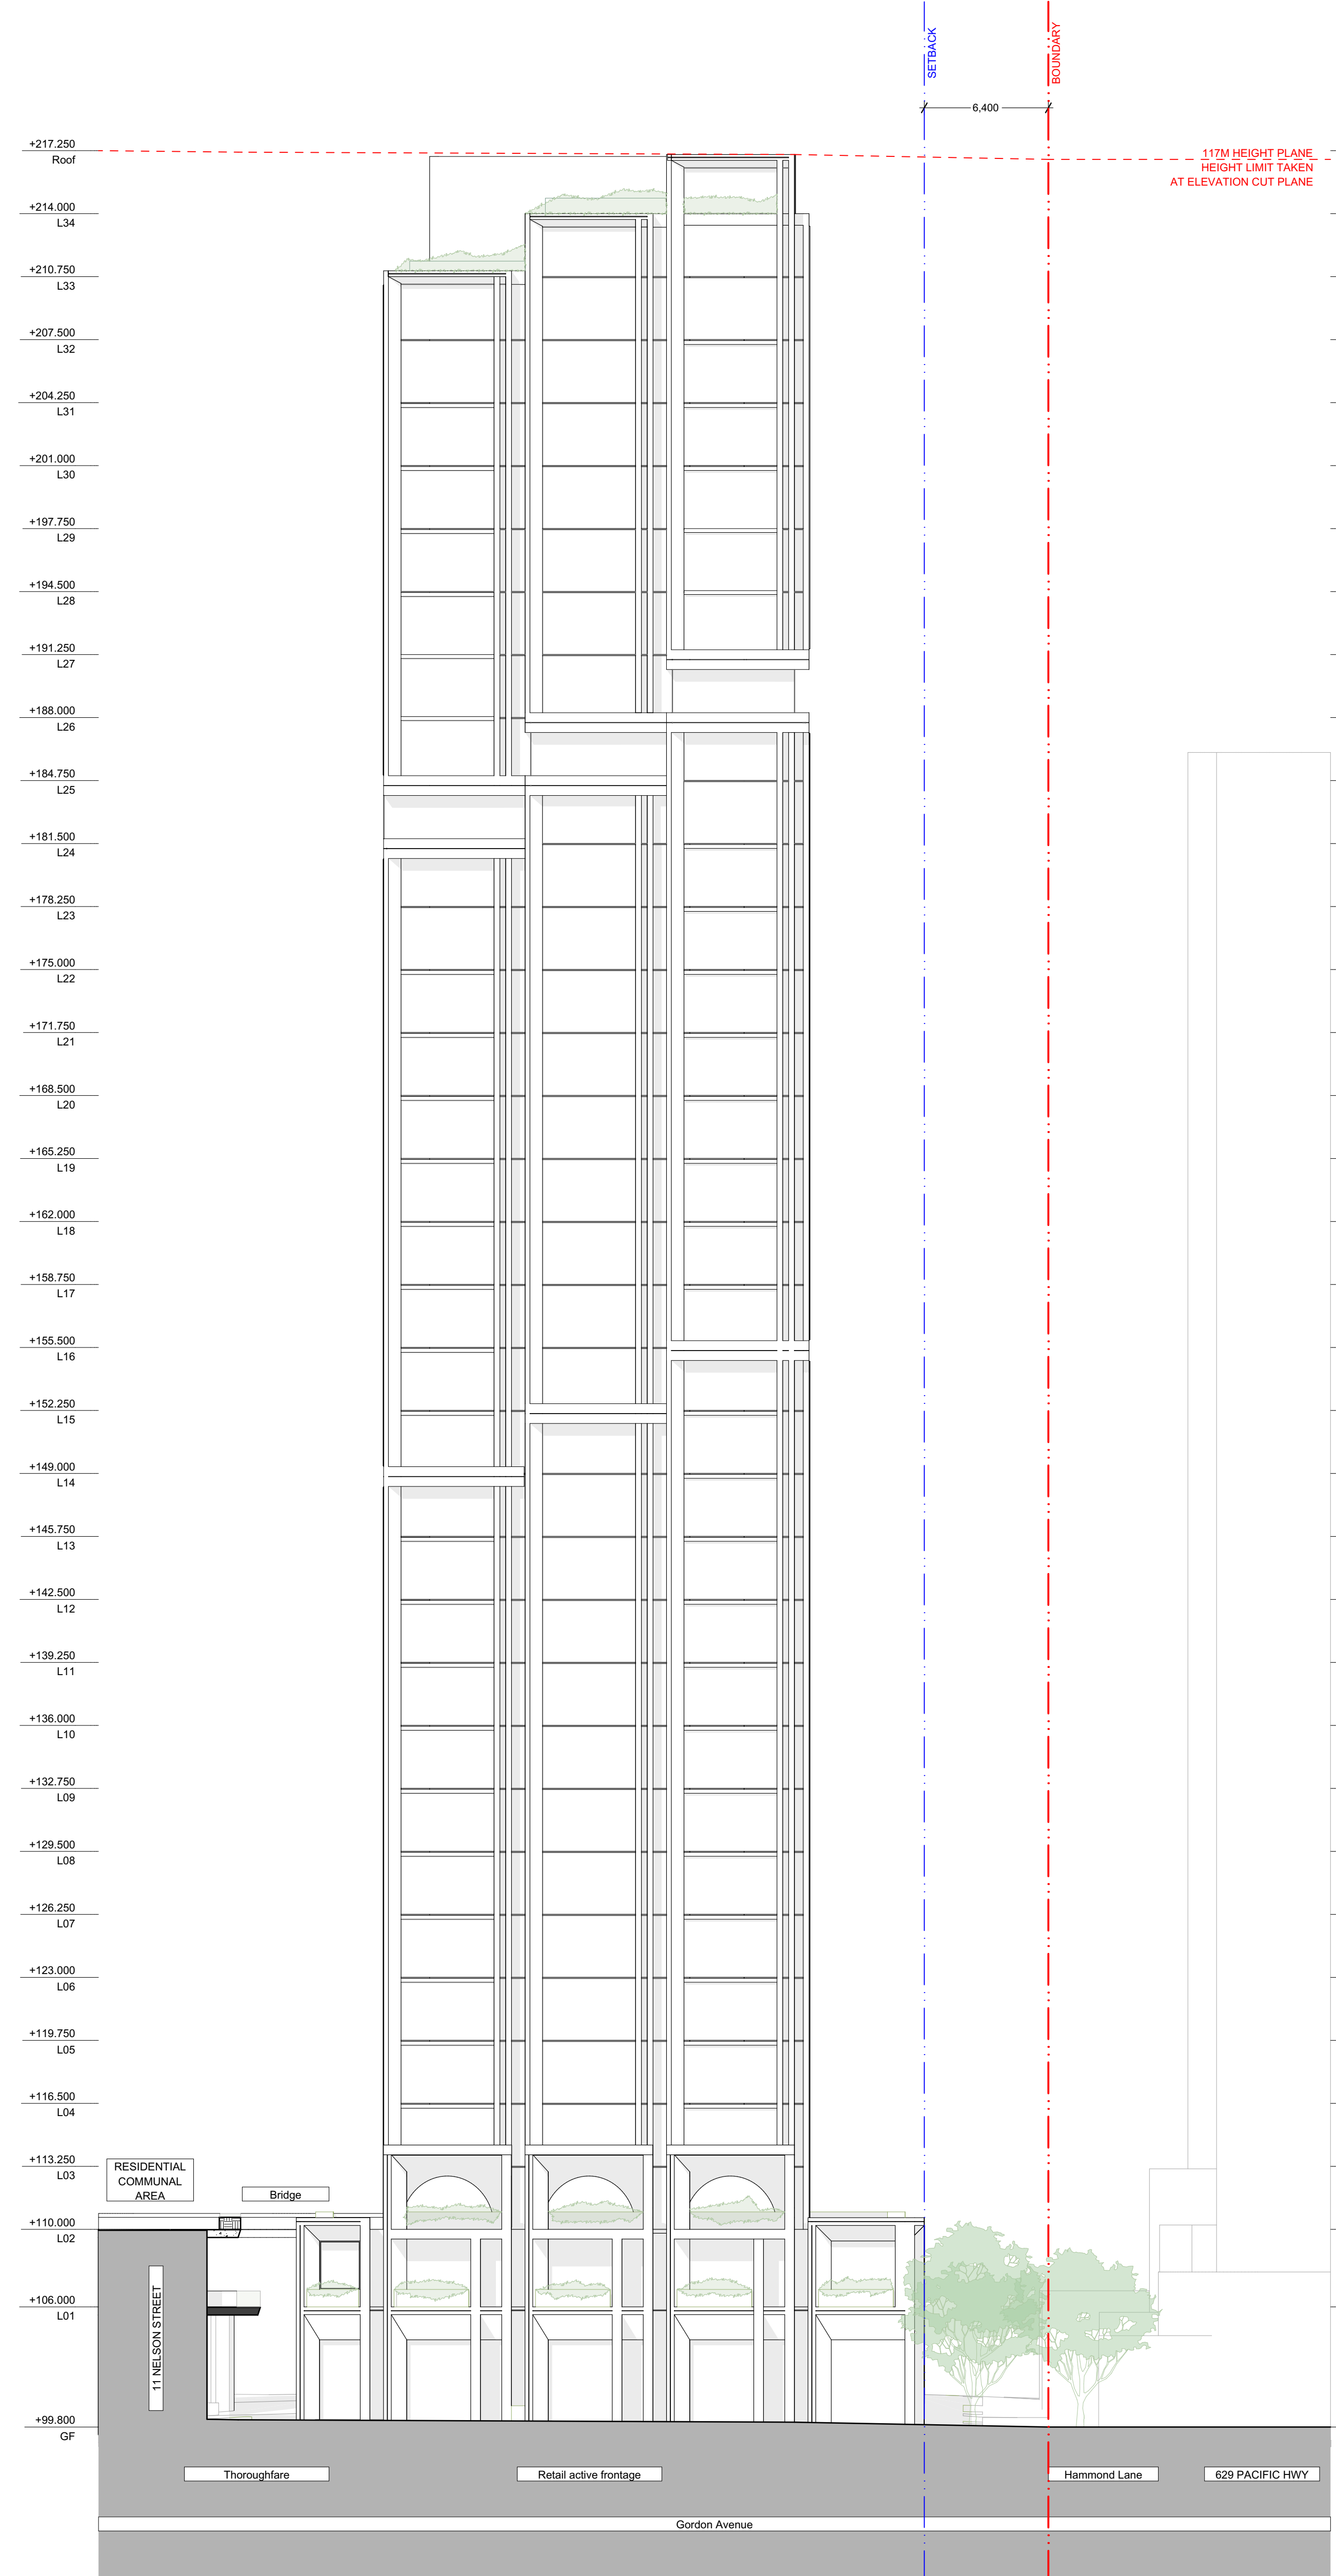 SETBACK
BOUNDARY
6,400
+217.250
Roof
117M HEIGHT PLANE
HEIGHT LIMIT TAKEN
AT ELEVATION CUT PLANE
+214.000
L34
+210.750
L33
+207.500
L32
+204.250
L31
+201.000
L30
+197.750
L29
+194.500
L28
+191.250
L27
+188.000
L26
+184.750
L25
+181.500
L24
+178.250
L23
+175.000
L22
+171.750
L21
+168.500
L20
+165.250
L19
+162.000
L18
+158.750
L17
+155.500
L16
+152.250
L15
+149.000
L14
+145.750
L13
+142.500
L12
+139.250
L11
+136.000
L10
+132.750
L09
+129.500
L08
+126.250
L07
+123.000
L06
+119.750
L05
+116.500
L04
+113.250
L03
RESIDENTIAL
COMMUNAL
AREA
Bridge
+110.000
L02
+106.000
L01
11 NELSON STREET
+99.800
GF
Thoroughfare
Retail active frontage
Hammond Lane
629 PACIFIC HWY
Gordon Avenue